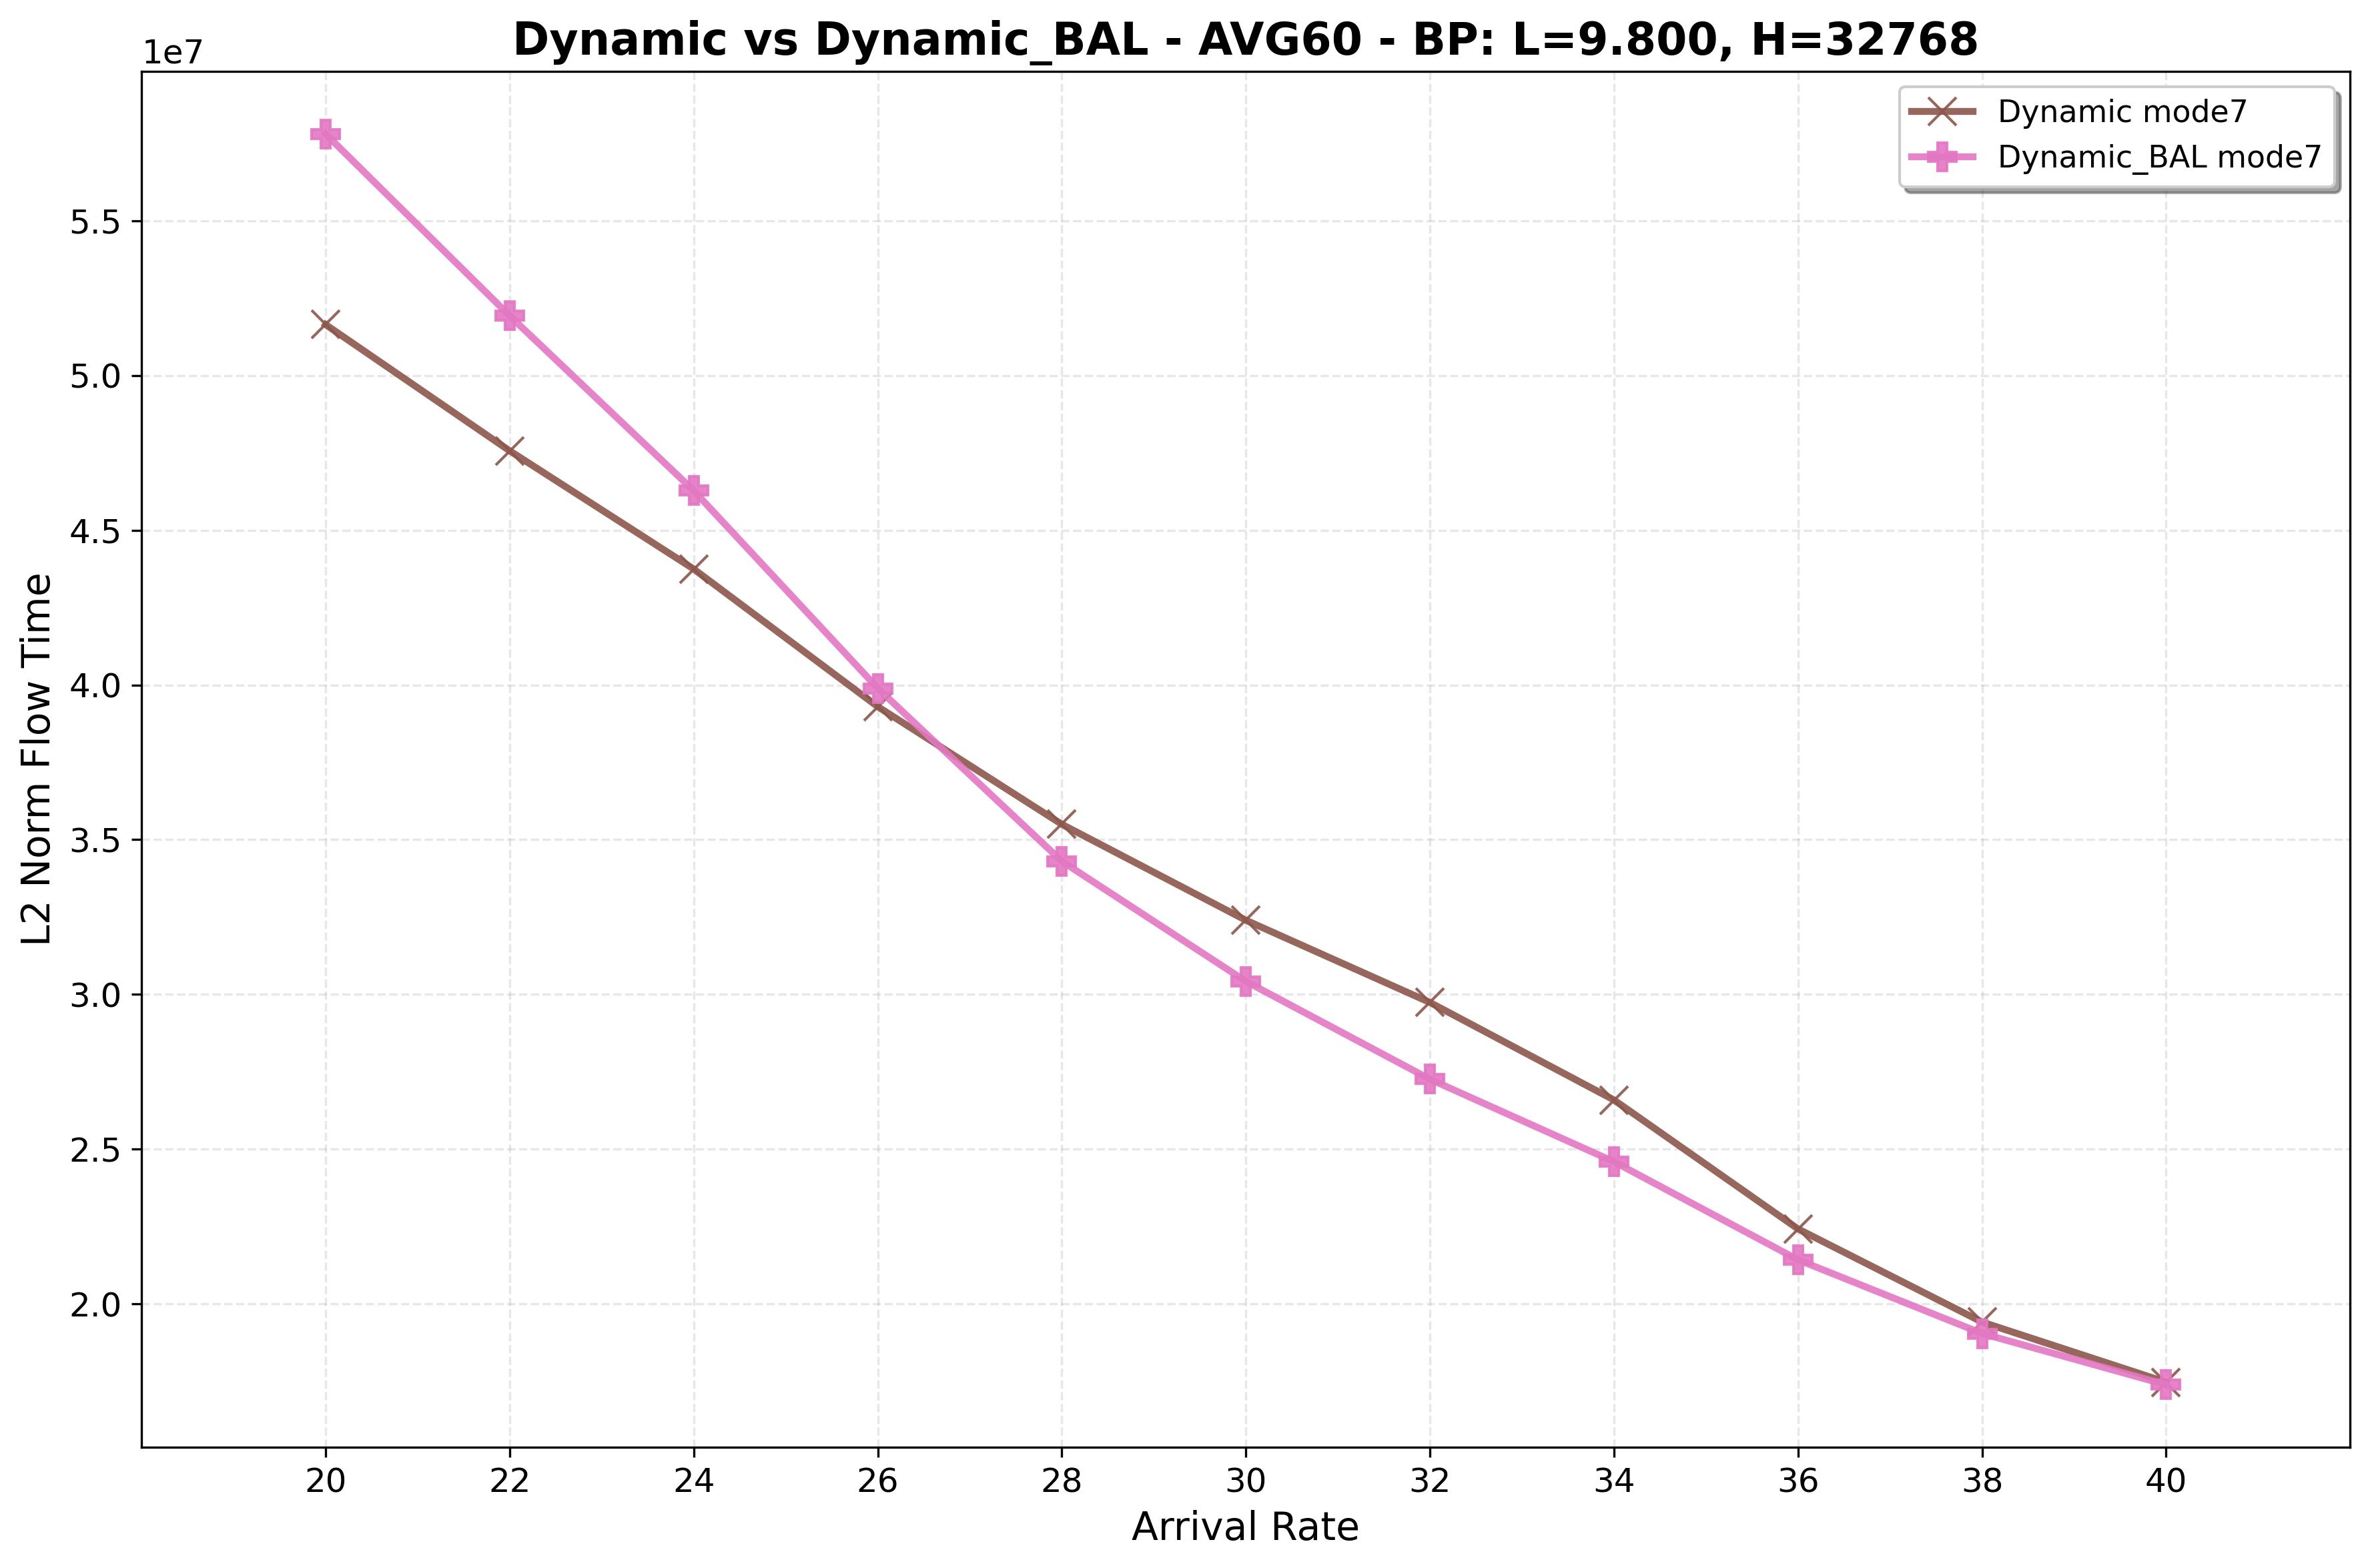 Dynamic vs Dynamic_BAL - AVG60 - BP: L=9.800, H=32768
1e7
Dynamic mode7
Dynamic_BAL mode7
5.5
5.0
4.5
4.0
3.5
3.0
2.5
2.0
L2 Norm Flow Time
20 22 24 26 28 30 32 34 36 38 40
Arrival Rate